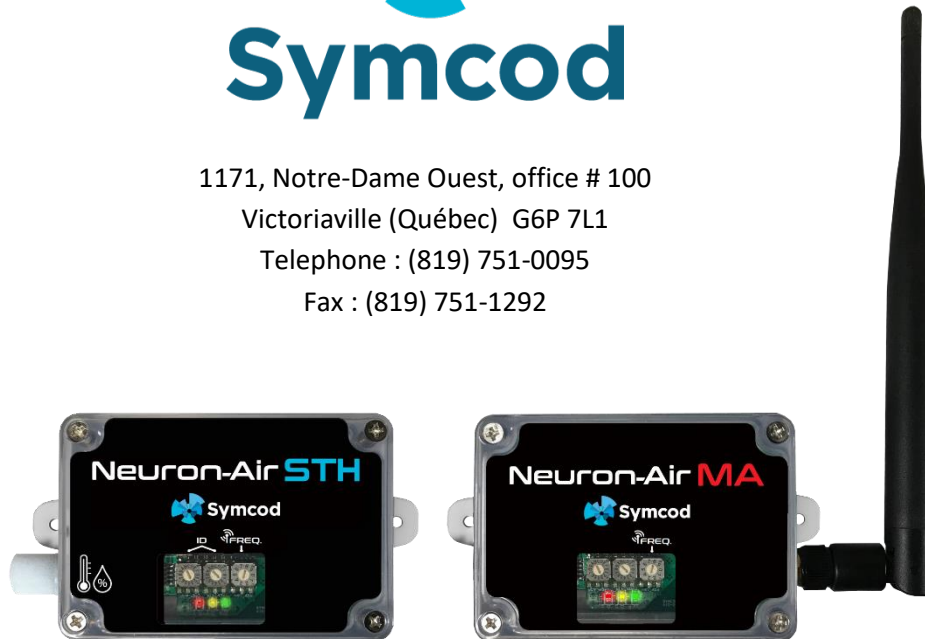 Symcod
1171, Notre-Dame Ouest, office # 100
Victoriaville (Québec)  G6P 7L1
Telephone : (819) 751-0095
Fax : (819) 751-1292
Neuron-Air STH
Symcod
ID FREQ.
%
Neuron-Air MA
Symcod
FREQ.